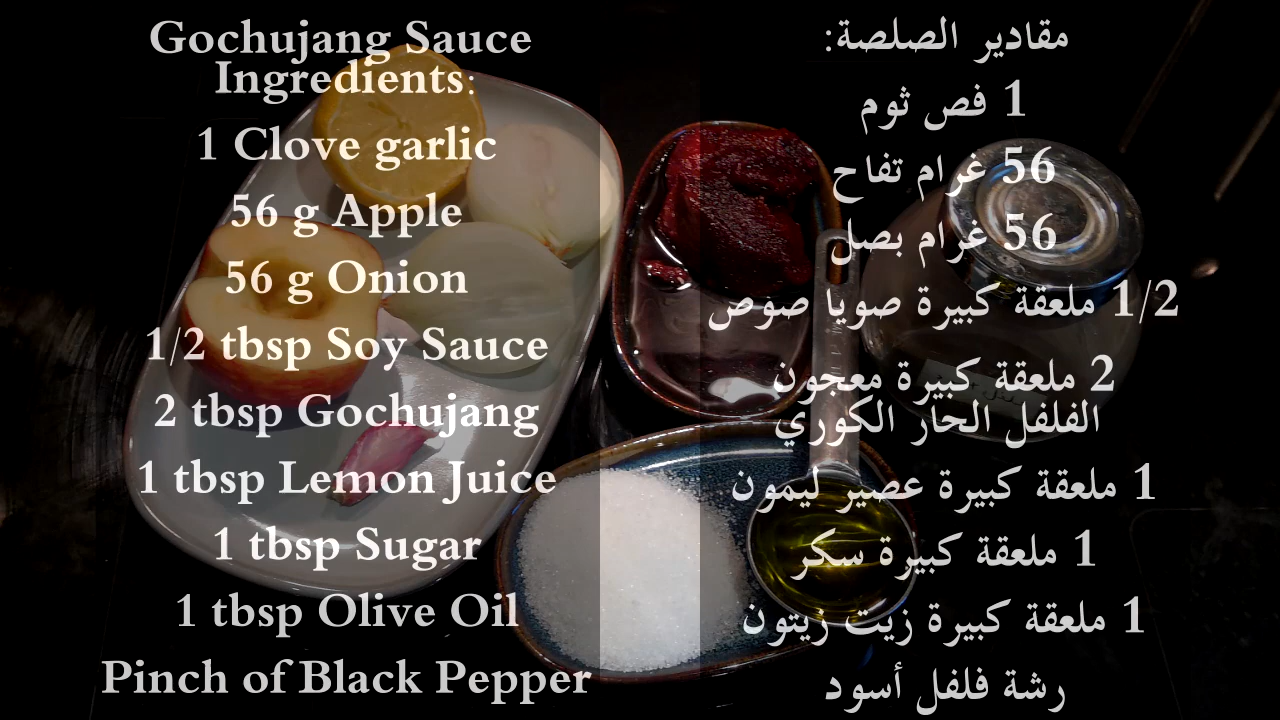 Gochujang Sauce
Ingredients:
1 Clove garlic
56 g Apple
56 g Onion
1/2 tbsp Soy Sauce
2 tbsp Gochujang
1 tbsp Lemon Juice
1 tbsp Sugar
1 tbsp Olive Oil
Pinch of Black Pepper
مقادير الصلصة:
1 فص ثوم
56 غرام تفاح
56 غرام بصل
1/2 ملعقة كبيرة صويا صوص
2 ملعقة كبيرة معجون
الفلفل الحار الكوري
1 ملعقة كبيرة عصير ليمون
1 ملعقة كبيرة سكر
1 ملعقة كبيرة زيت زيتون
رشة فلفل أسود